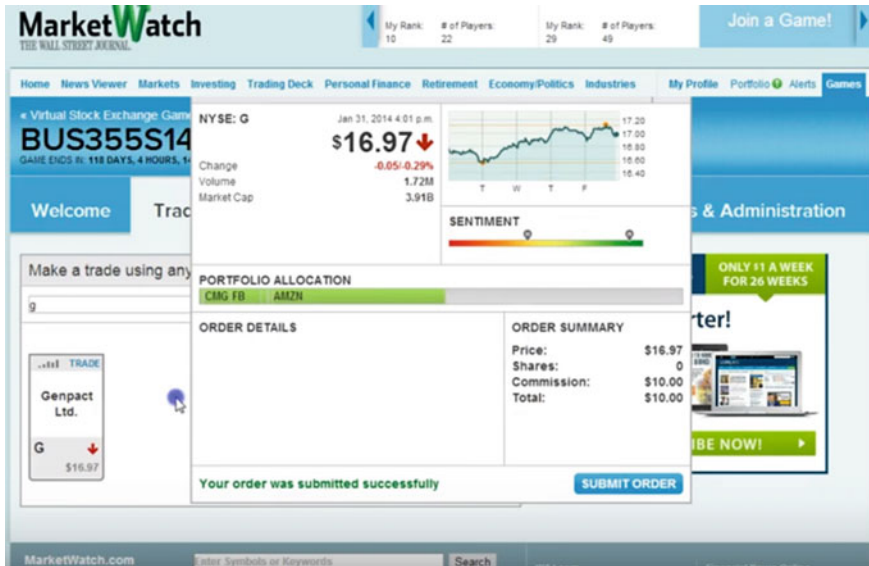 MarketWatch
THE WALL STREET JOURNAL.
My Rank: # of Players: My Rank: # of Players:
10 22 29 49
Join a Game!
Home News Viewer Markets Investing Trading Deck Personal Finance Retirement Economy/Politics Industries My Profile Portfolio Alerts Games
« Virtual Stock Exchange Gam
BUS355S14
GAME ENDS IN: 118 DAYS, 4 HOURS, 14
Welcome
Trad
s & Administration
NYSE: G
Jan 31, 2014 4:01 p.m.
$16.97
Change -0.05/-0.29%
Volume 1.72M
Market Cap 3.91B
17.20
17.00
16.80
16.60
16.40
T W T F
SENTIMENT
PORTFOLIO ALLOCATION
CMG FB AMZN
ORDER DETAILS
ORDER SUMMARY
Price: $16.97
Shares: 0
Commission: $10.00
Total: $10.00
Your order was submitted successfully
SUBMIT ORDER
Make a trade using any
g
TRADE
Genpact
Ltd.
G
$16.97
ONLY $1 A WEEK
FOR 26 WEEKS
rter!
IBE NOW!
MarketWatch.com
Enter Symbols or Keywords
Search